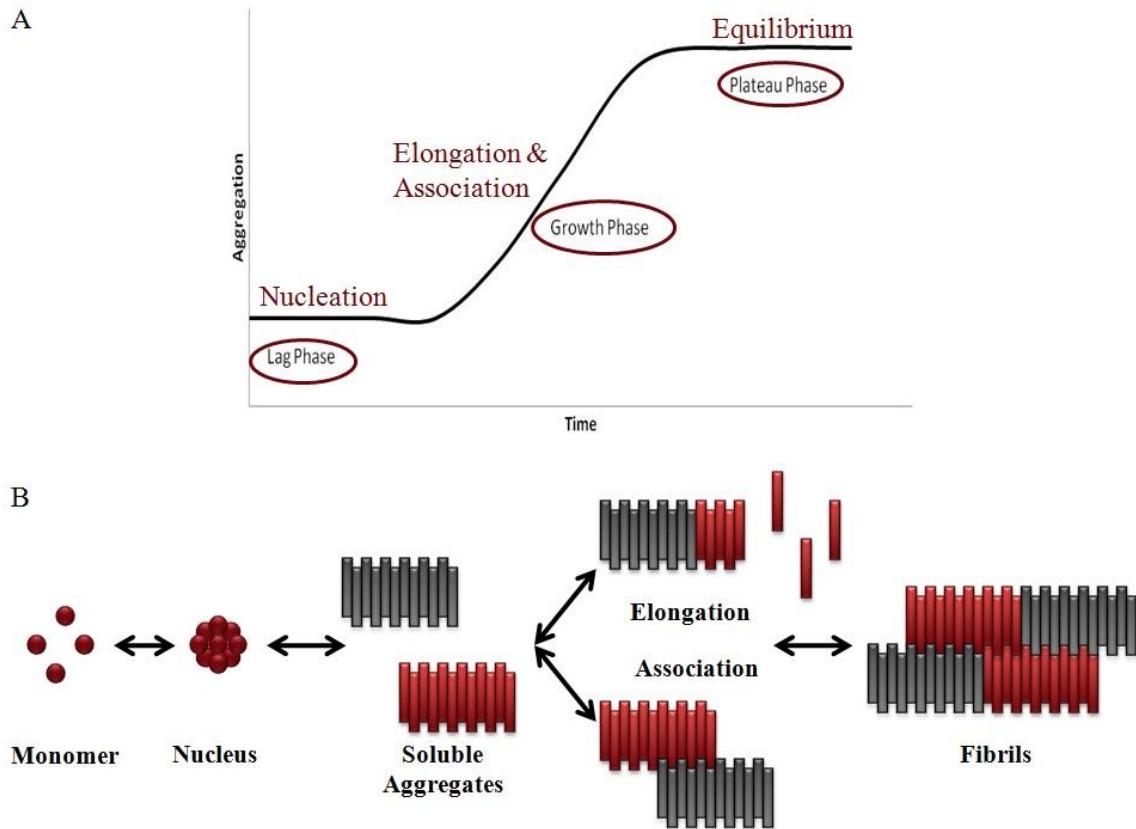 A
Equilibrium
Plateau Phase
Elongation &
Association
Growth Phase
Aggregation
Nucleation
Lag Phase
Time
B
Elongation
Association
Monomer
Nucleus
Soluble
Aggregates
Fibrils